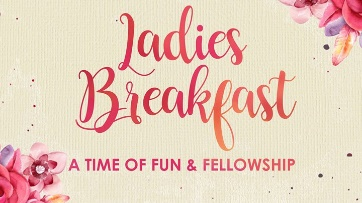 Ladies
Breakfast
A TIME OF FUN & FELLOWSHIP